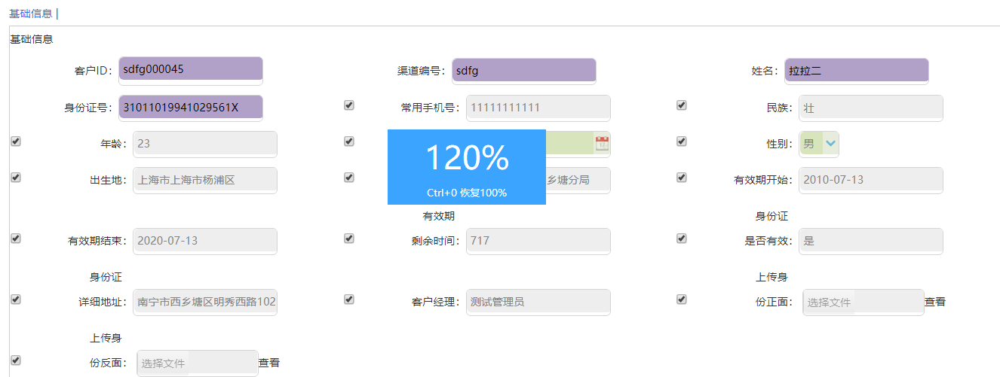 基础信息 |
基础信息
客户ID： sdfg000045 渠道编号： sdfg 姓名： 拉拉二
身份证号： 31011019941029561X 常用手机号： 11111111111 民族： 壮
年龄： 23 性别： 男
120%
Ctrl+0 恢复100%
出生地： 上海市上海市杨浦区 乡塘分局 有效期开始： 2010-07-13
有效期结束： 2020-07-13 有效期
剩余时间： 717 身份证
是否有效： 是
身份证
详细地址： 南宁市西乡塘区明秀西路102 客户经理： 测试管理员 上传身
份正面： 选择文件 查看
上传身
份反面： 选择文件 查看